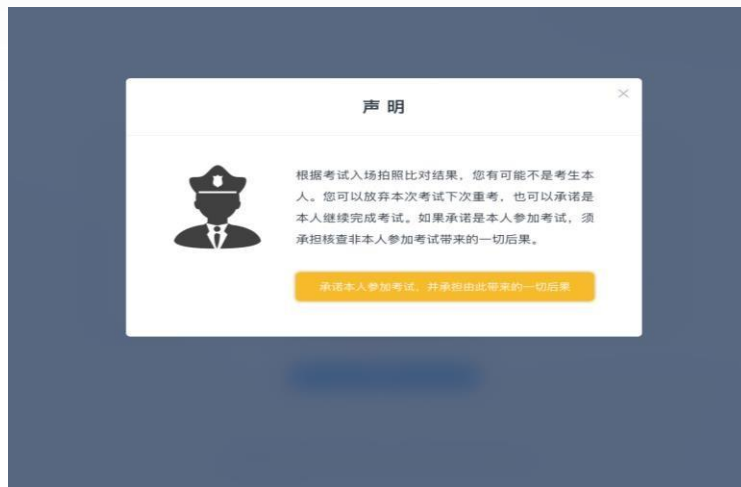 声明
根据考试入场拍照比对结果，您有可能不是考生本
人。您可以放弃本次考试下次重考，也可以承诺是
本人继续完成考试。如果承诺是本人参加考试，须
承担核查非本人参加考试带来的一切后果。
承诺本人参加考试，并承担由此带来的一切后果